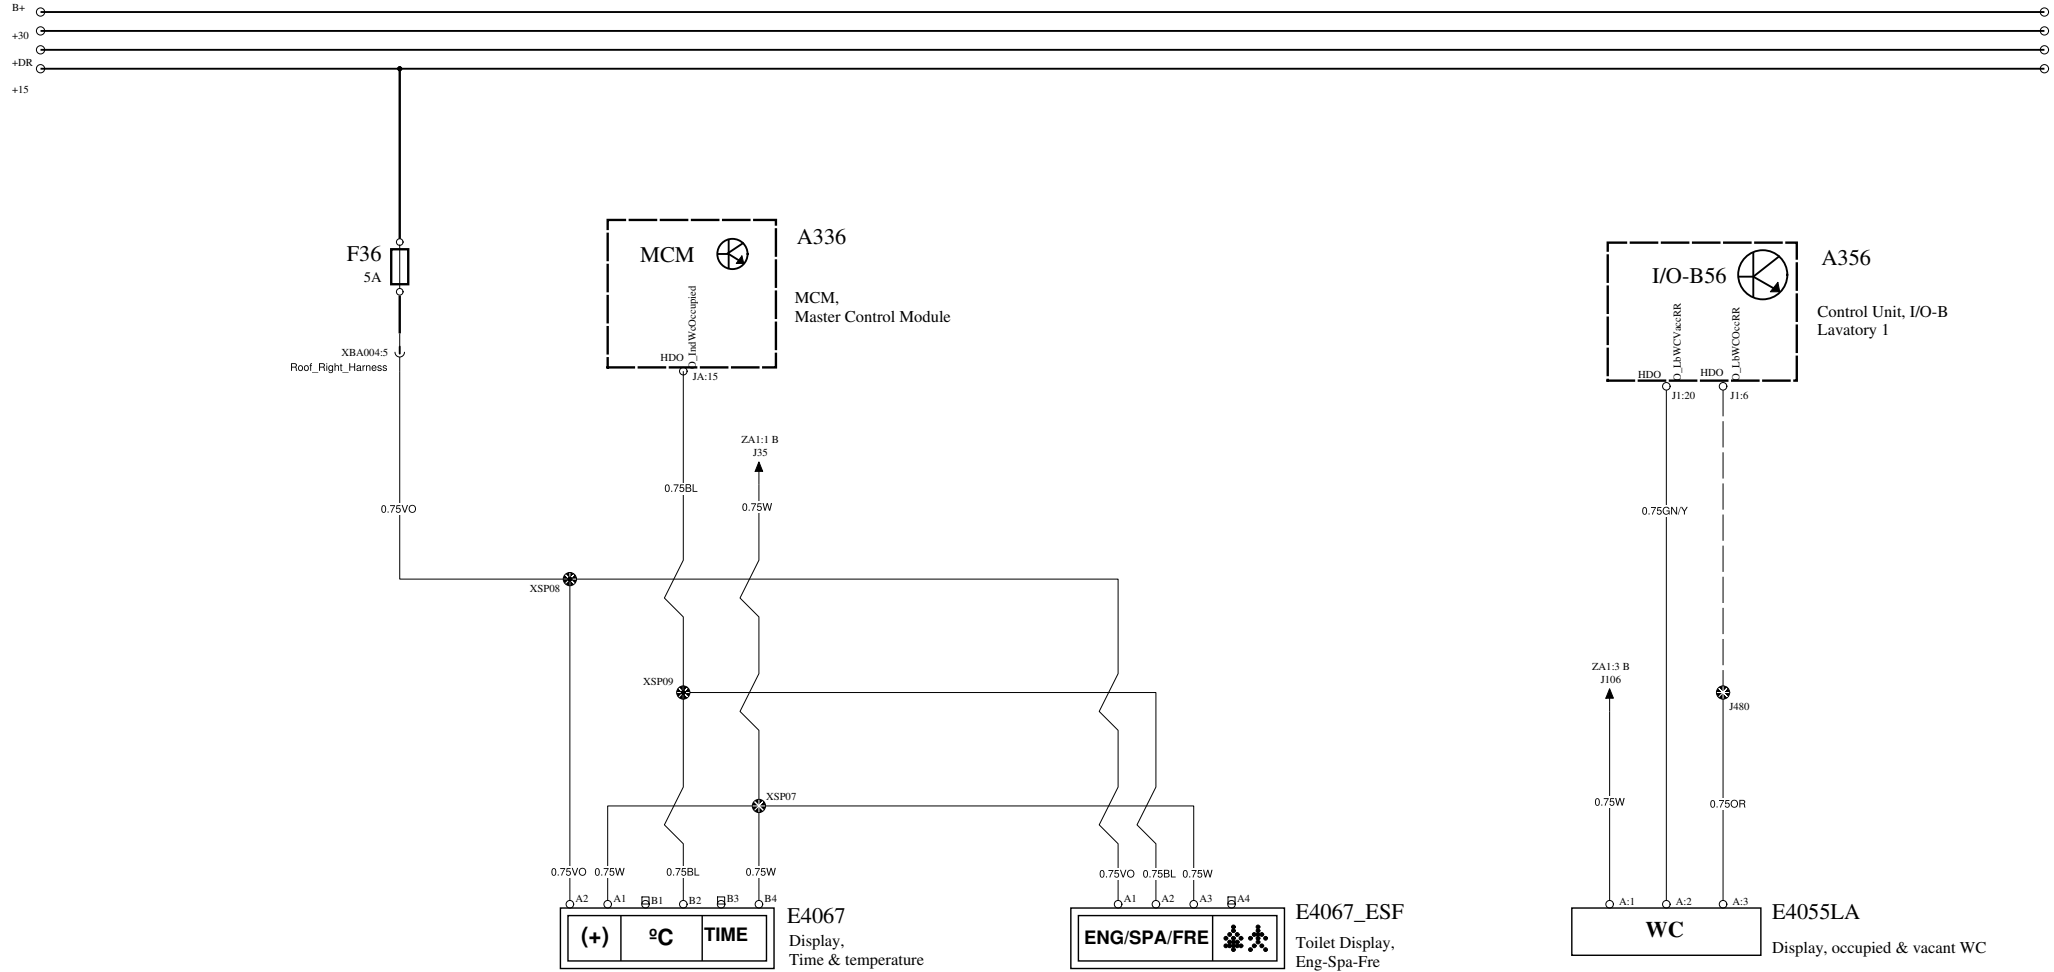 B+
+30
+DR
+15
F36
5A
XBA004:5
Roof_Right_Harness
0.75VO
MCM
A336
MCM,
Master Control Module
O_IndWcOccupied
HDO
JA:15
ZA1:1 B
J35
0.75BL
0.75W
I/O-B56
A356
Control Unit, I/O-B
Lavatory 1
O_LbWCVaccRR
O_LbWCOccRR
HDO
HDO
J1:20
J1:6
0.75GN/Y
XSP08
XSP09
XSP07
ZA1:3 B
J106
J480
0.75W
0.75OR
0.75VO
0.75W
0.75BL
0.75W
0.75VO
0.75BL
0.75W
A2
A1
B1
B2
B3
B4
A1
A2
A3
A4
A:1
A:2
A:3
(+)
ºC
TIME
E4067
Display,
Time & temperature
ENG/SPA/FRE
E4067_ESF
Toilet Display,
Eng-Spa-Fre
WC
E4055LA
Display, occupied & vacant WC